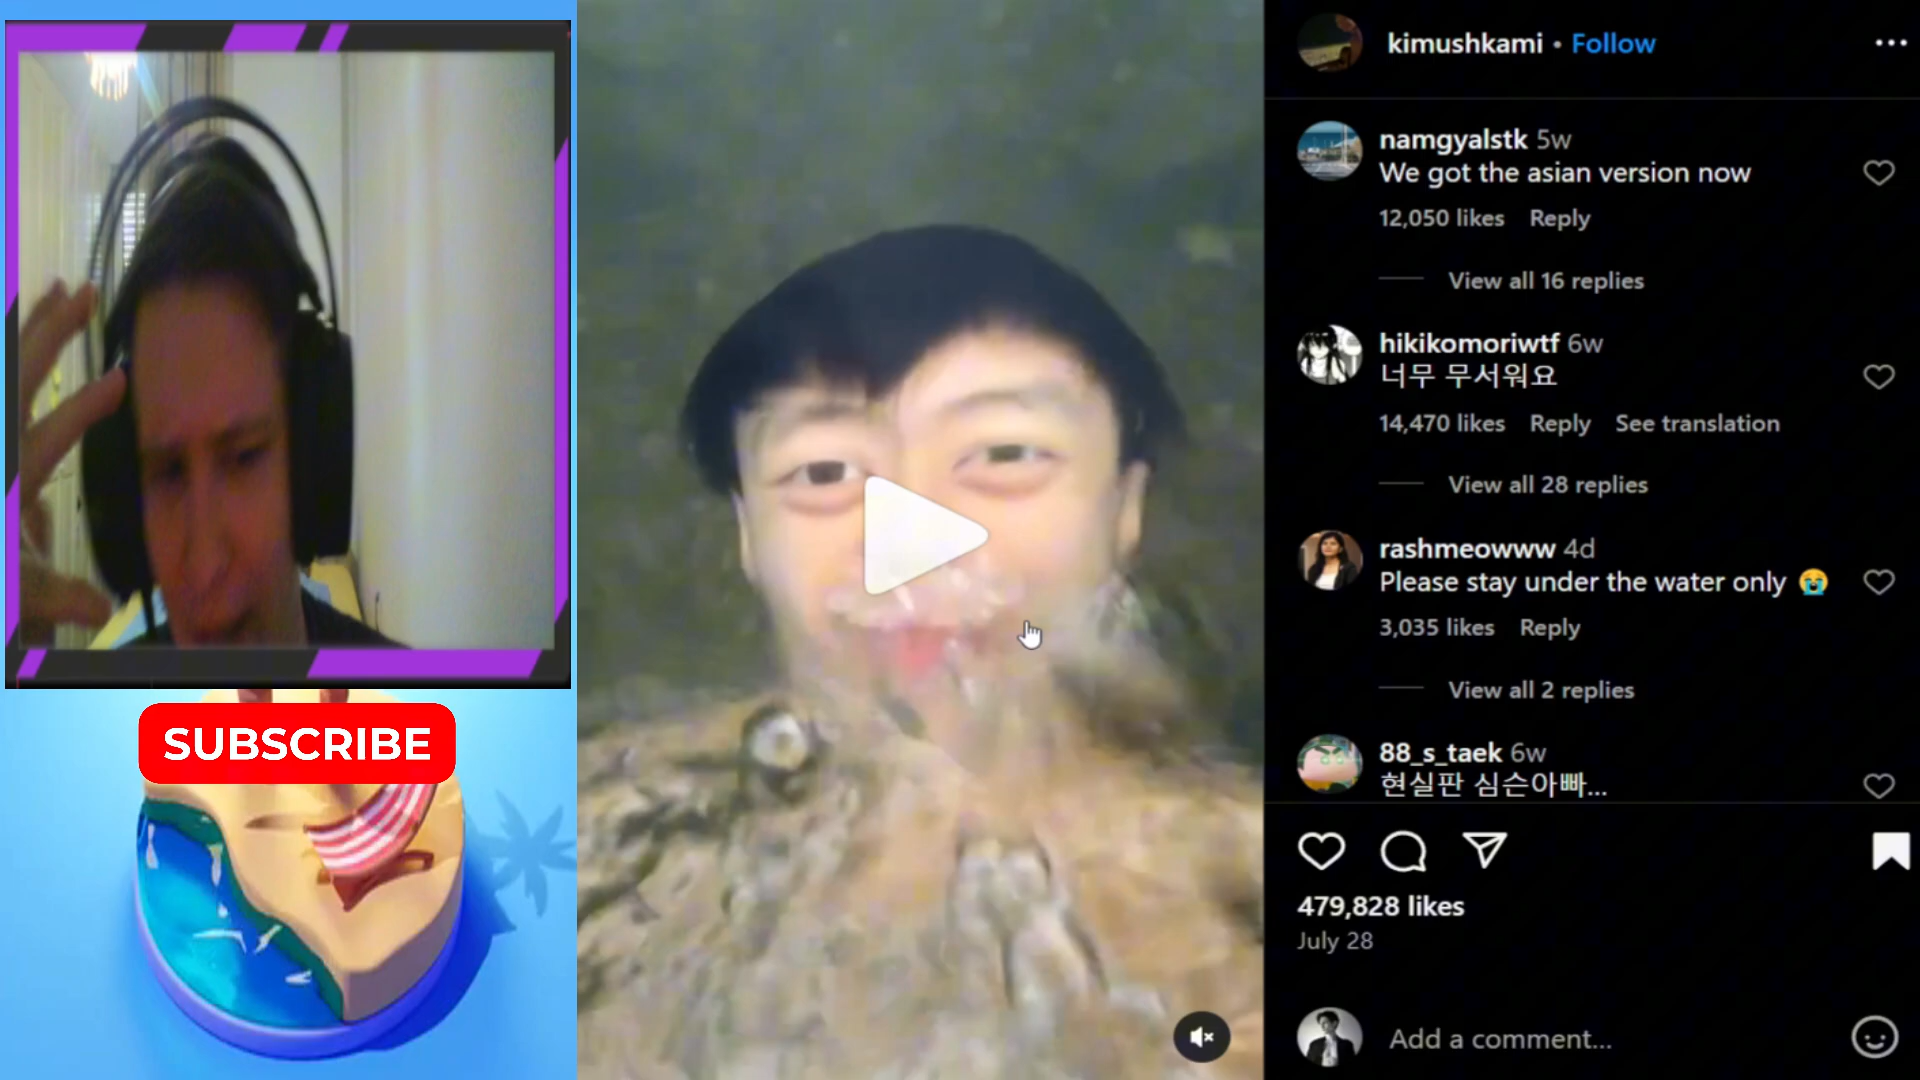 kimushkami • Follow
namgyalstk 5w
We got the asian version now
12,050 likes Reply
View all 16 replies
hikikomoriwtf 6w
너무 무서워요
14,470 likes Reply See translation
View all 28 replies
rashmeowww 4d
Please stay under the water only 😭
3,035 likes Reply
View all 2 replies
88_s_taek 6w
현실판 심슨아빠...
479,828 likes
July 28
Add a comment...
SUBSCRIBE